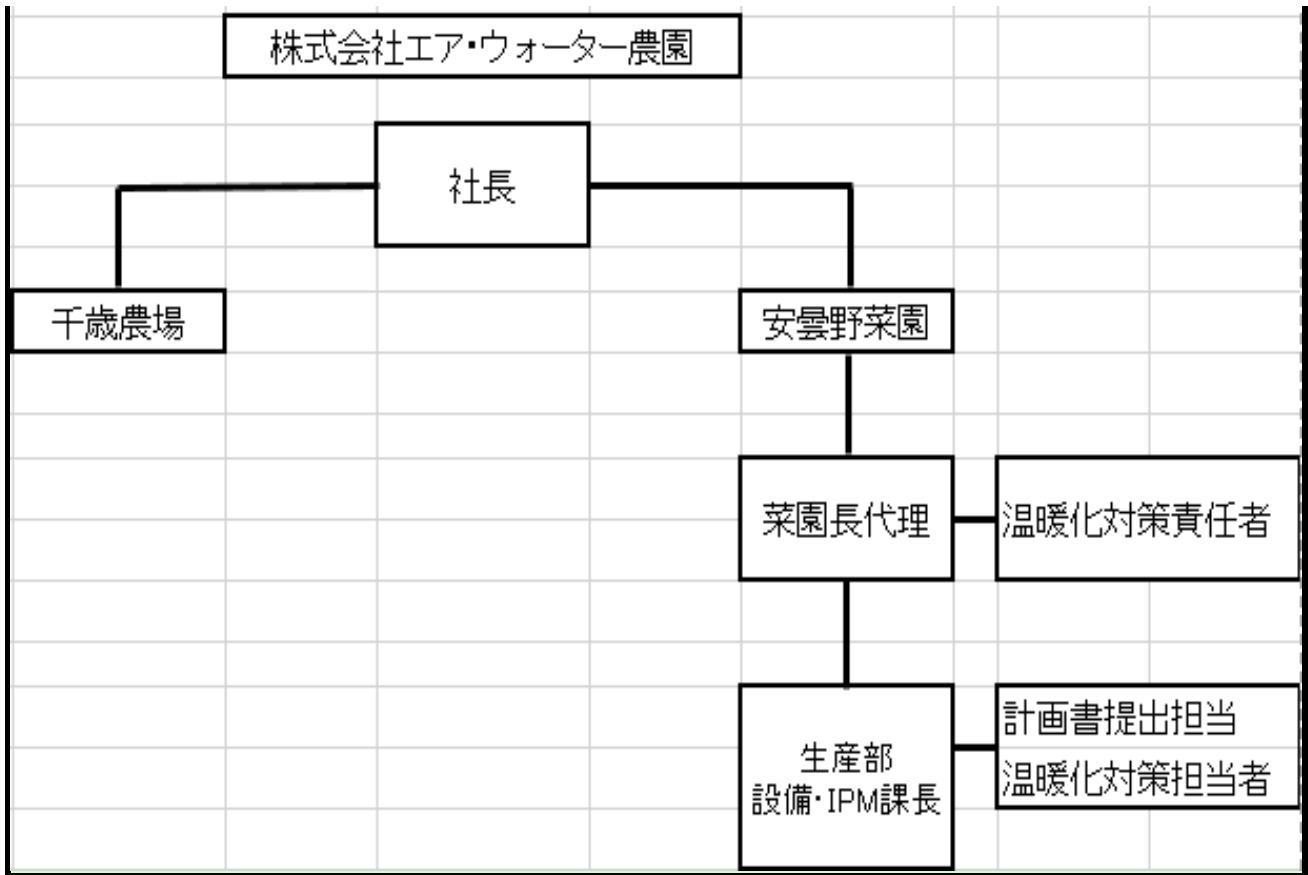 株式会社エア・ウォーター農園
社長
千歳農場
安曇野菜園
菜園長代理
温暖化対策責任者
生産部
設備・IPM課長
計画書提出担当
温暖化対策担当者